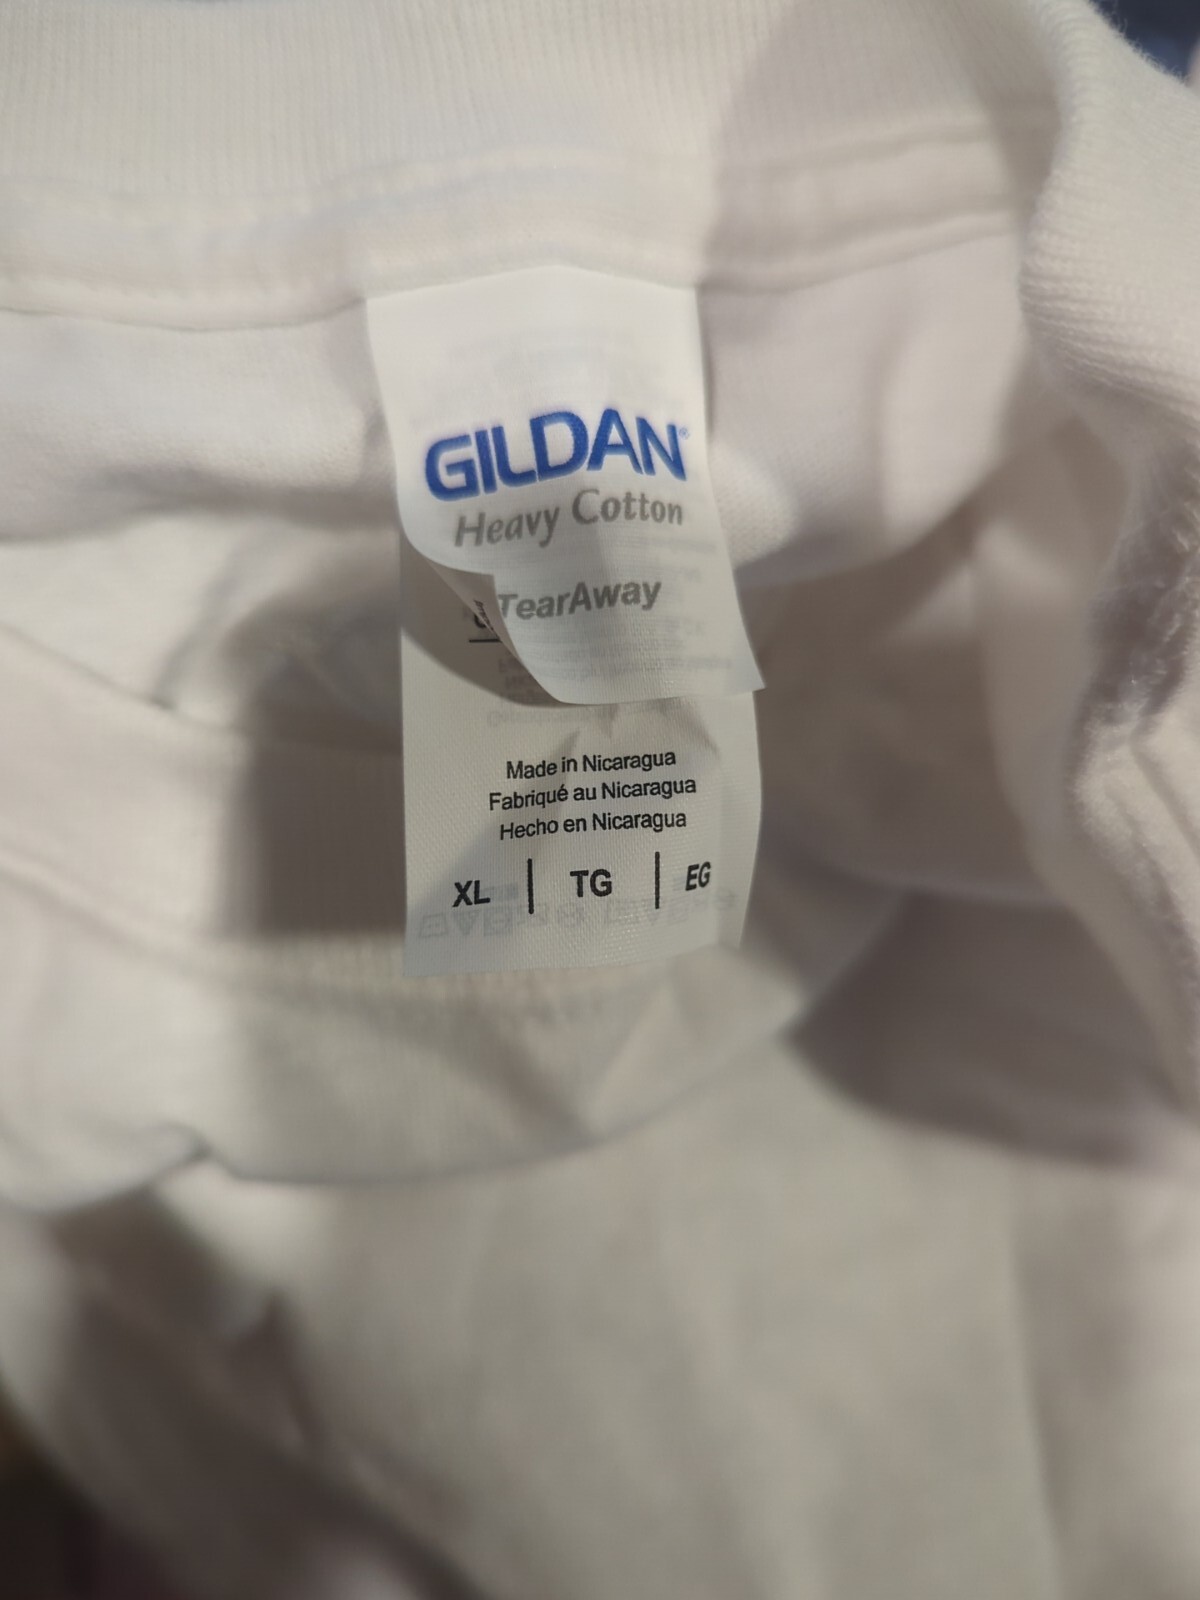 GILDAN®
Heavy Cotton
TearAway
Made in Nicaragua
Fabriqué au Nicaragua
Hecho en Nicaragua
XL | TG | EG